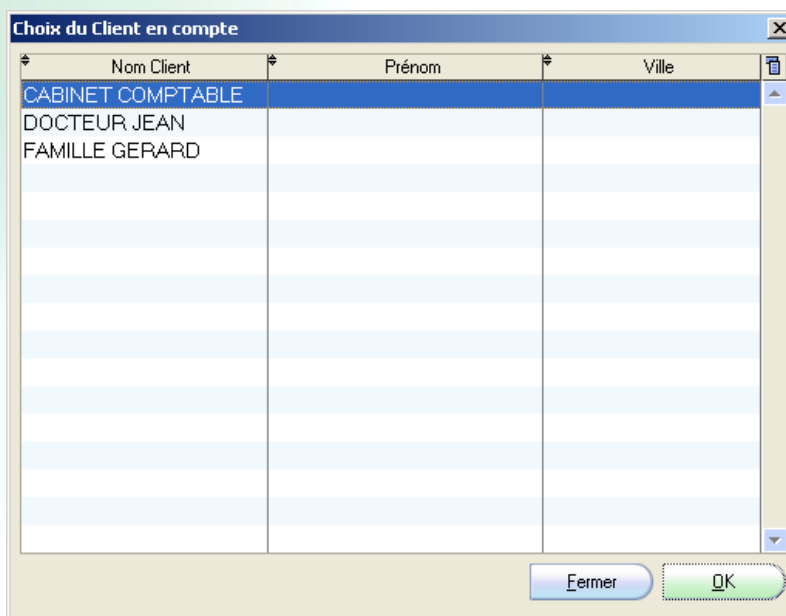 Choix du Client en compte
Nom Client Prénom Ville
CABINET COMPTABLE
DOCTEUR JEAN
FAMILLE GERARD
Fermer OK